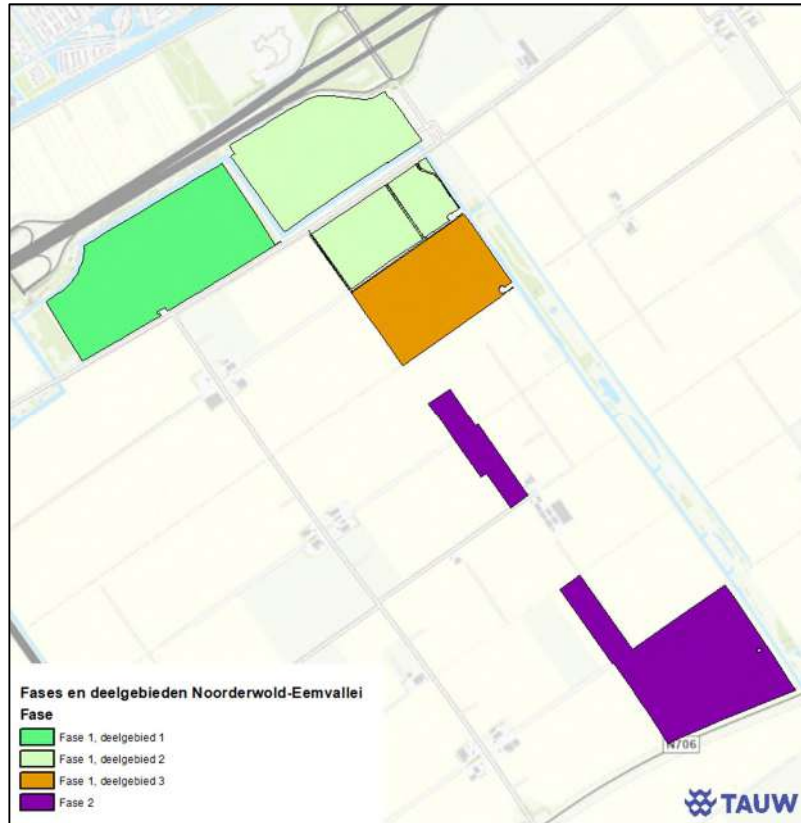 N706
Fases en deelgebieden Noorderwold-Eemvallei
Fase
Fase 1, deelgebied 1
Fase 1, deelgebied 2
Fase 1, deelgebied 3
Fase 2
TAUW